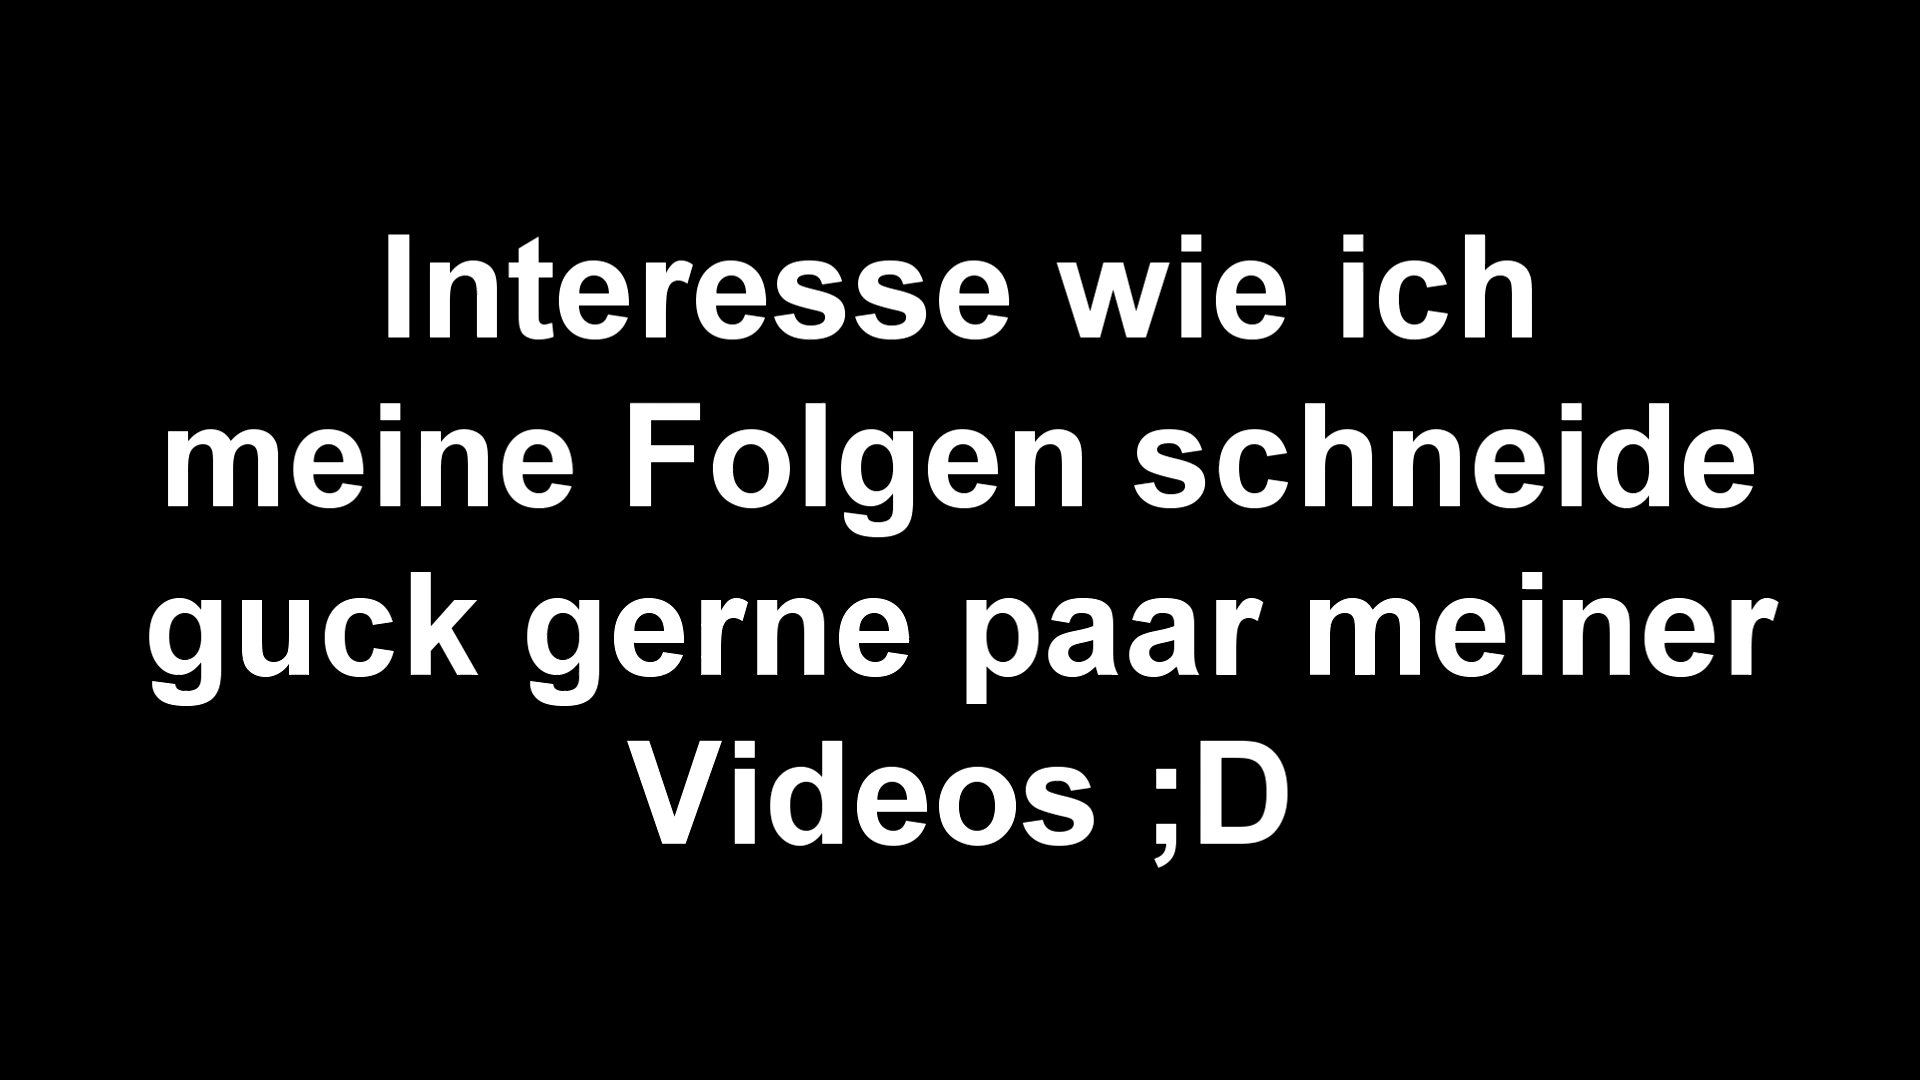 Interesse wie ich
meine Folgen schneide
guck gerne paar meiner
Videos ;D